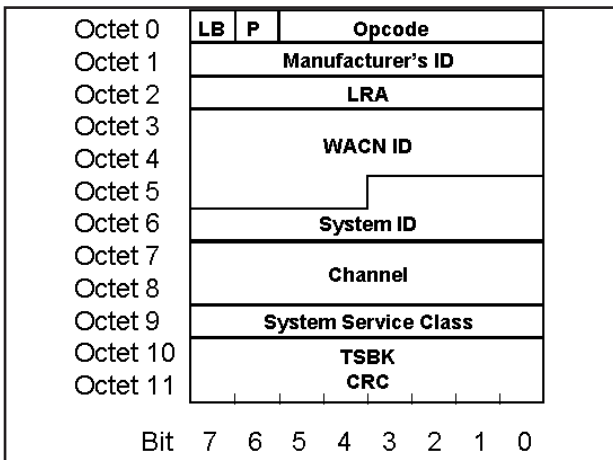 Octet 0 LB P Opcode
Octet 1 Manufacturer's ID
Octet 2 LRA
Octet 3
WACN ID
Octet 4
Octet 5
Octet 6 System ID
Octet 7
Channel
Octet 8
Octet 9 System Service Class
Octet 10 TSBK
Octet 11 CRC
Bit 7 6 5 4 3 2 1 0